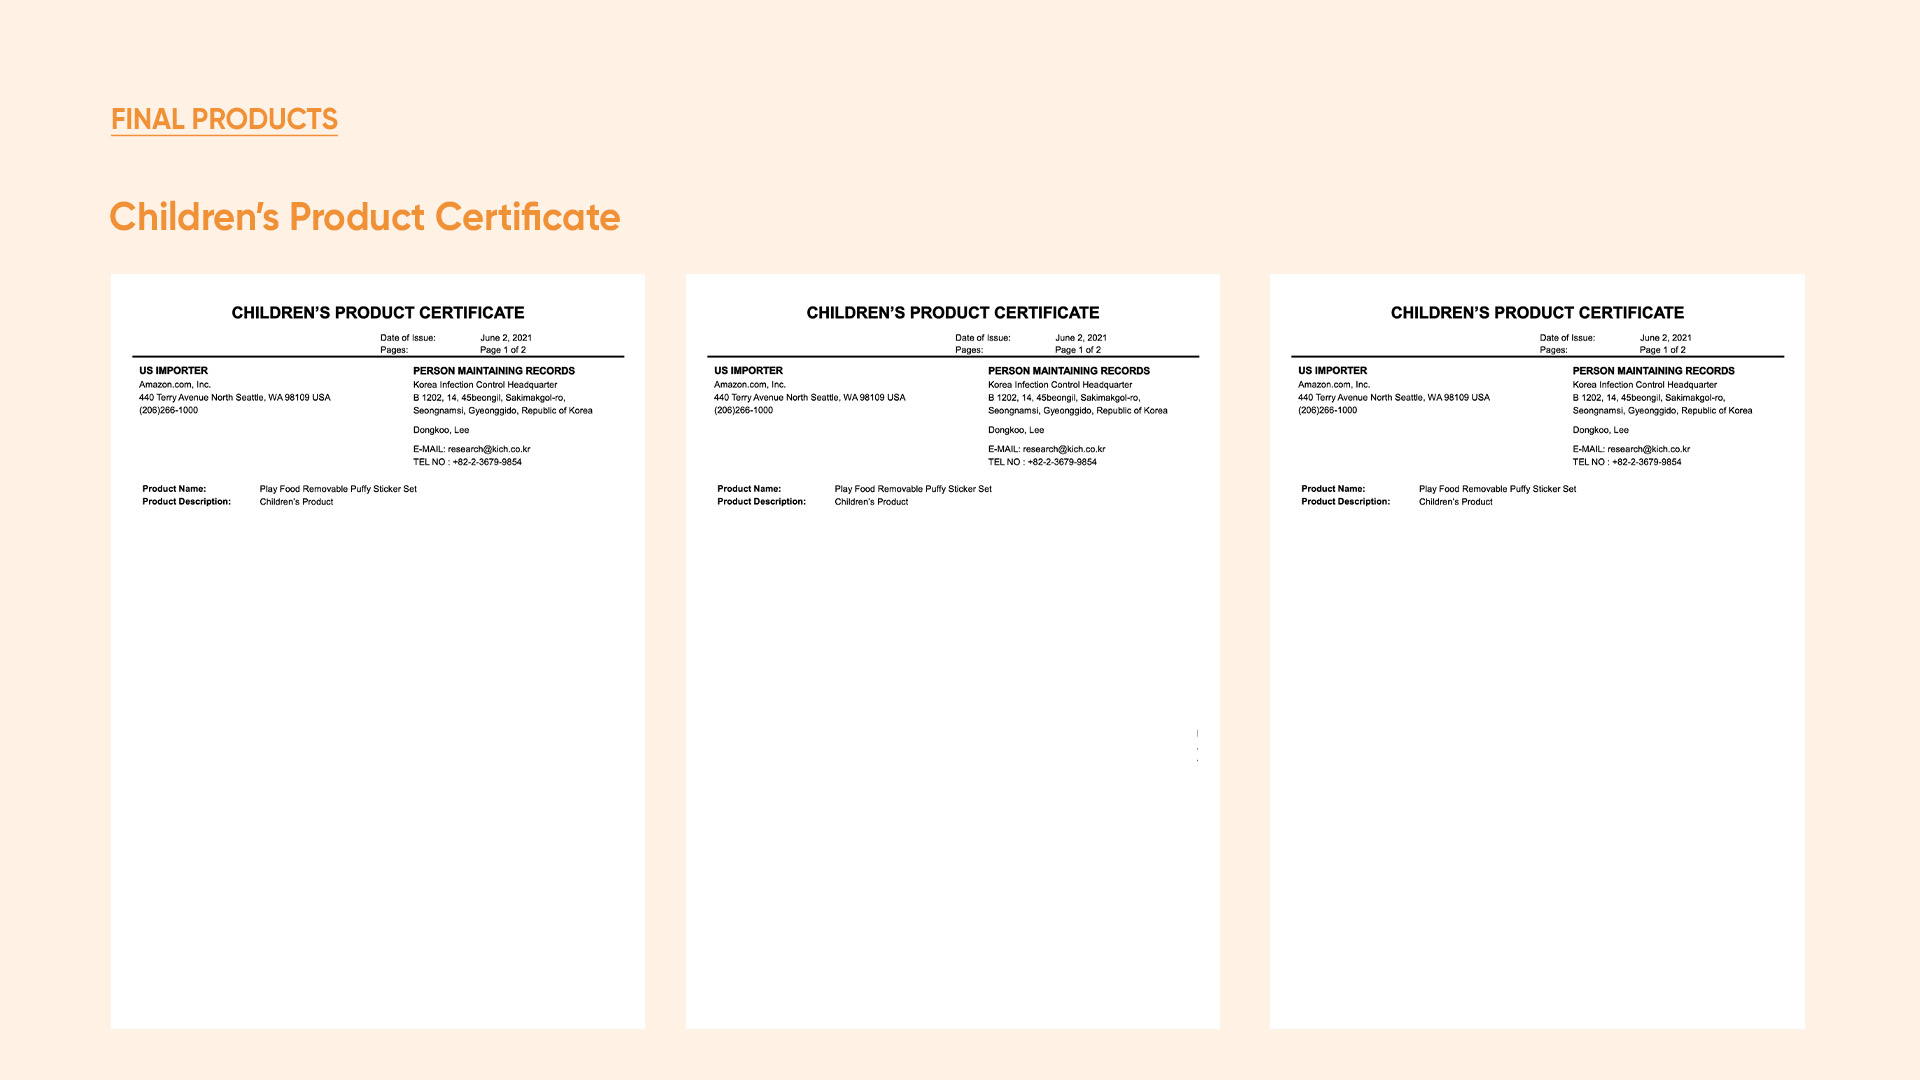 FINAL PRODUCTS
Children's Product Certificate
CHILDREN'S PRODUCT CERTIFICATE
Date of Issue: June 2, 2021
Pages: Page 1 of 2
US IMPORTER
Amazon.com, Inc.
440 Terry Avenue North Seattle, WA 98109 USA
(206)266-1000
PERSON MAINTAINING RECORDS
Korea Infection Control Headquarter
B 1202, 14, 45beongil, Sakimakgol-ro,
Seongnamsi, Gyeonggido, Republic of Korea
Dongkoo, Lee
E-MAIL: research@kich.co.kr
TEL NO : +82-2-3679-9854
Product Name: Play Food Removable Puffy Sticker Set
Product Description: Children's Product
CHILDREN'S PRODUCT CERTIFICATE
Date of Issue: June 2, 2021
Pages: Page 1 of 2
US IMPORTER
Amazon.com, Inc.
440 Terry Avenue North Seattle, WA 98109 USA
(206)266-1000
PERSON MAINTAINING RECORDS
Korea Infection Control Headquarter
B 1202, 14, 45beongil, Sakimakgol-ro,
Seongnamsi, Gyeonggido, Republic of Korea
Dongkoo, Lee
E-MAIL: research@kich.co.kr
TEL NO : +82-2-3679-9854
Product Name: Play Food Removable Puffy Sticker Set
Product Description: Children's Product
CHILDREN'S PRODUCT CERTIFICATE
Date of Issue: June 2, 2021
Pages: Page 1 of 2
US IMPORTER
Amazon.com, Inc.
440 Terry Avenue North Seattle, WA 98109 USA
(206)266-1000
PERSON MAINTAINING RECORDS
Korea Infection Control Headquarter
B 1202, 14, 45beongil, Sakimakgol-ro,
Seongnamsi, Gyeonggido, Republic of Korea
Dongkoo, Lee
E-MAIL: research@kich.co.kr
TEL NO : +82-2-3679-9854
Product Name: Play Food Removable Puffy Sticker Set
Product Description: Children's Product